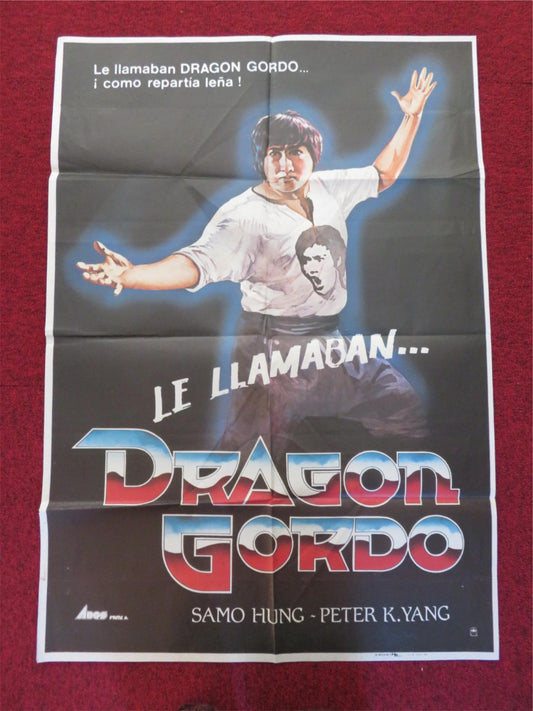 Le llamaban DRAGON GORDO...
¡ como repartía leña !
LE LLAMABAN...
DRAGON
GORDO
SAMO HUNG - PETER K. YANG